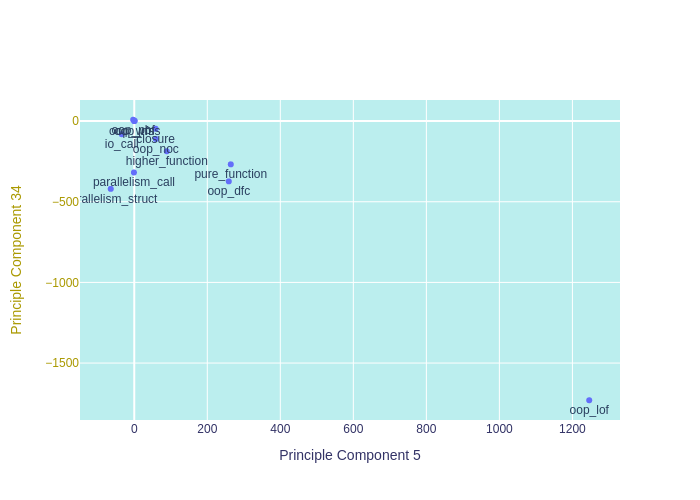 0
−500
−1000
−1500
Principle Component 34
closure
io_call
oop_noc
higher_function
parallelism_call
pure_function
oop_dfc
allelism_struct
oop_lof
0
200
400
600
800
1000
1200
Principle Component 5